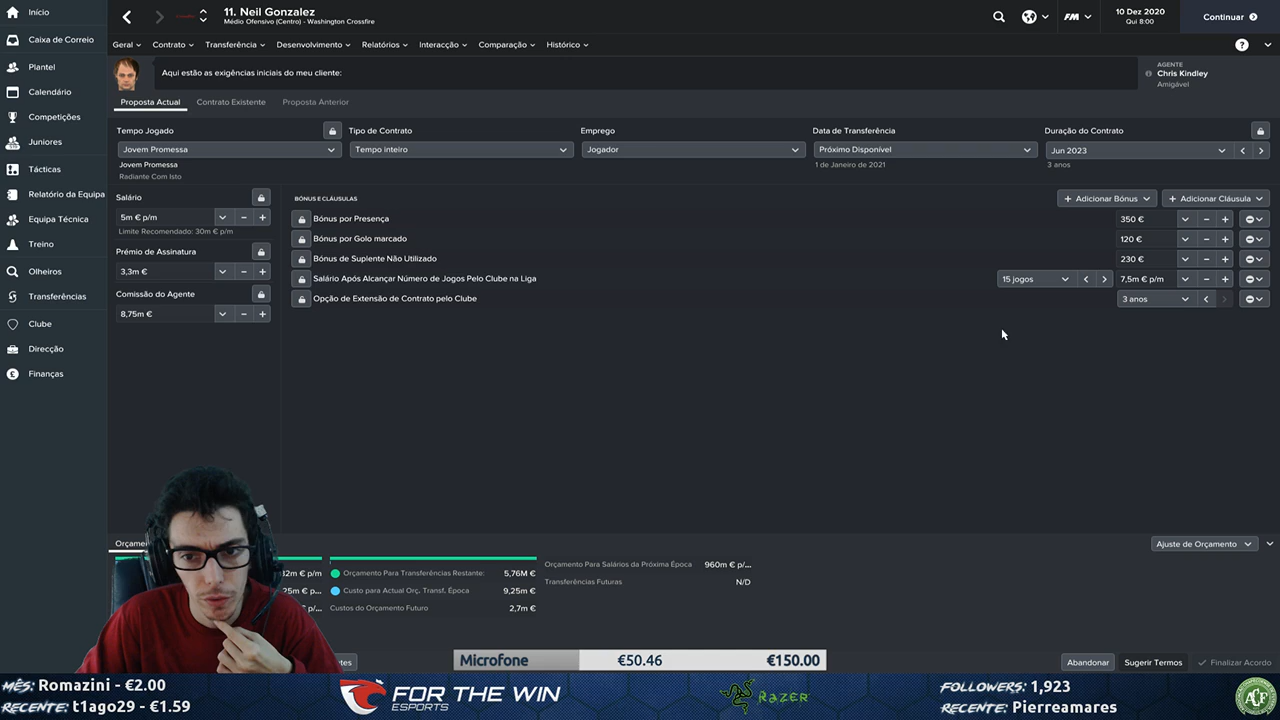 Início
11. Neil Gonzalez
Médio Ofensivo (Centro) - Washington Crossfire
10 Dez 2020
Qui 8:00
FM
Continuar
Caixa de Correio
Geral
Contrato
Transferência
Desenvolvimento
Relatórios
Interacção
Comparação
Histórico
Plantel
Calendário
Competições
Juniores
Tácticas
Relatório da Equipa
Equipa Técnica
Treino
Olheiros
Transferências
Clube
Direcção
Finanças
Aqui estão as exigências iniciais do meu cliente:
AGENTE
Chris Kindley
Amigável
Proposta Actual
Contrato Existente
Proposta Anterior
Tempo Jogado
Tipo de Contrato
Emprego
Data de Transferência
Duração do Contrato
Jovem Promessa
Tempo inteiro
Jogador
Próximo Disponível
Jun 2023
Jovem Promessa
Radiante Com Isto
1 de Janeiro de 2021
3 anos
Salário
5m € p/m
Limite Recomendado: 30m € p/m
Prémio de Assinatura
3,3m €
Comissão do Agente
8,75m €
BÓNUS E CLÁUSULAS
Adicionar Bónus
Adicionar Cláusula
Bónus por Presença
350 €
Bónus por Golo marcado
120 €
Bónus de Suplente Não Utilizado
230 €
Salário Após Alcançar Número de Jogos Pelo Clube na Liga
15 jogos
7,5m € p/m
Opção de Extensão de Contrato pelo Clube
3 anos
Ajuste de Orçamento
Orçamento Para Transferências Restante:
5,76M €
Custo para Actual Orç. Transf. Época
9,25m €
Custos do Orçamento Futuro
2,7m €
Orçamento Para Salários da Próxima Época
960m € p/...
Transferências Futuras
N/D
Abandonar
Sugerir Termos
Finalizar Acordo
Microfone
€50.46
€150.00
MÊS: Romazini - €2.00
RECENTE: t1ago29 - €1.59
FOR THE WIN
ESPORTS
RAZER
FOLLOWERS: 1,923
RECENTE: Pierreamares
ACF